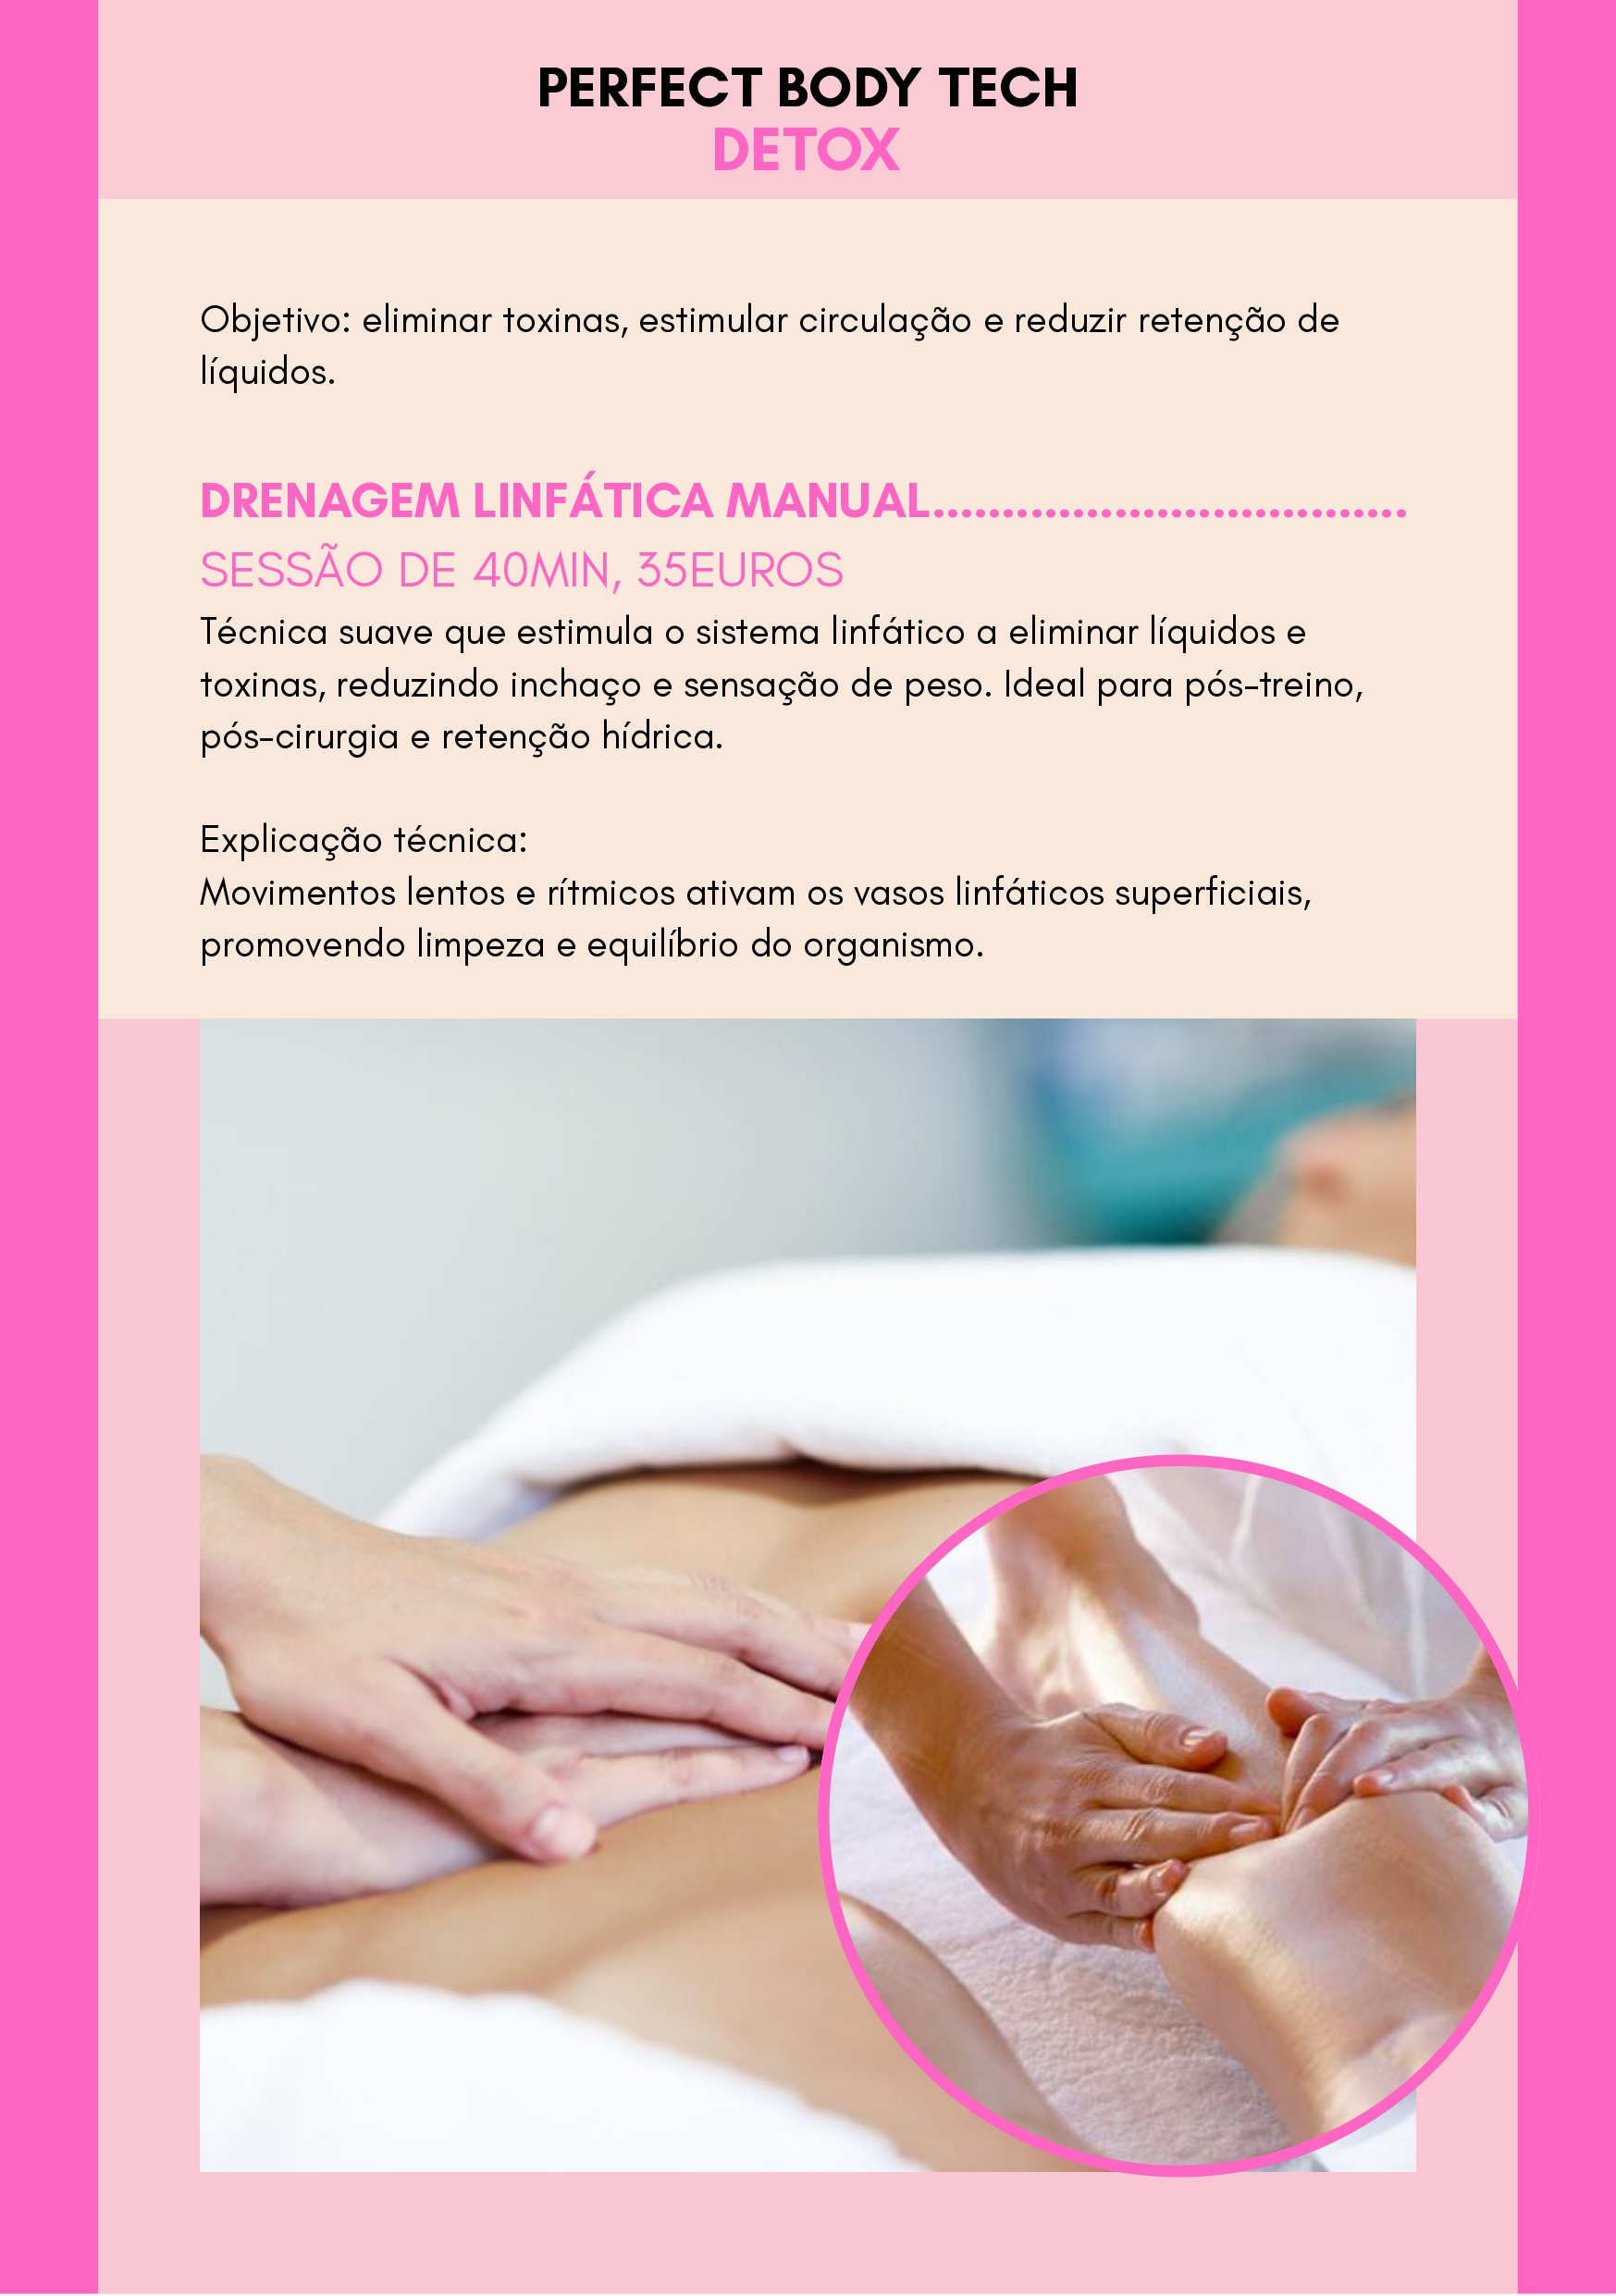 PERFECT BODY TECH
DETOX
Objetivo: eliminar toxinas, estimular circulação e reduzir retenção de
líquidos.
DRENAGEM LINFÁTICA MANUAL..................................
SESSÃO DE 40MIN, 35EUROS
Técnica suave que estimula o sistema linfático a eliminar líquidos e
toxinas, reduzindo inchaço e sensação de peso. Ideal para pós-treino,
pós-cirurgia e retenção hídrica.
Explicação técnica:
Movimentos lentos e rítmicos ativam os vasos linfáticos superficiais,
promovendo limpeza e equilíbrio do organismo.